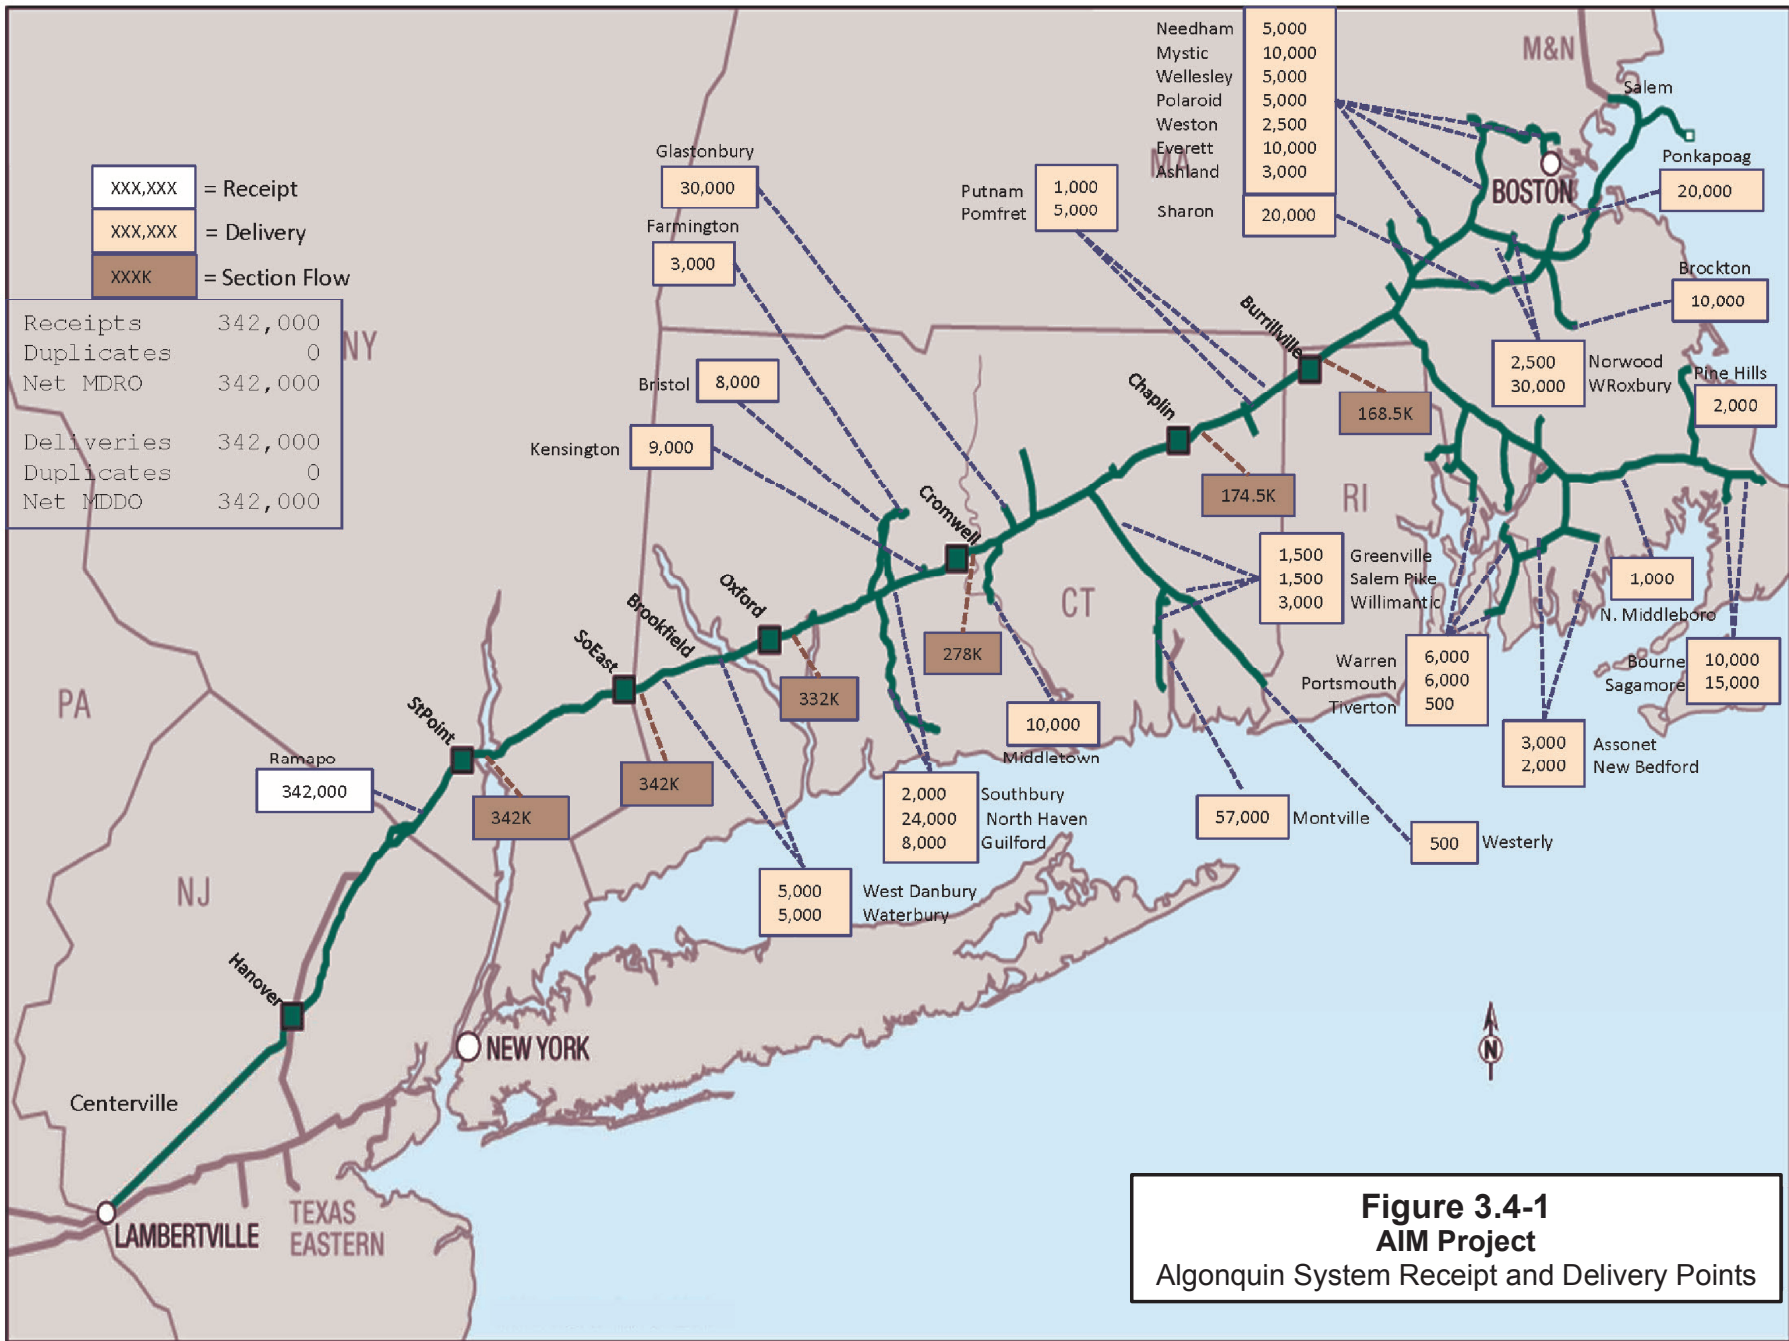 Needham 5,000
Mystic 10,000
Wellesley 5,000
Polaroid 5,000
Weston 2,500
Everett 10,000
Ashland 3,000
Sharon 20,000
M&N
Salem
MA
BOSTON
Ponkapoag
20,000
Brockton
10,000
Glastonbury
30,000
Farmington
3,000
Putnam 1,000
Pomfret 5,000
XXX,XXX = Receipt
XXX,XXX = Delivery
XXXK = Section Flow
Receipts 342,000
Duplicates 0
Net MDRO 342,000
Deliveries 342,000
Duplicates 0
Net MDDO 342,000
NY
Bristol 8,000
Kensington 9,000
Burrillville
168.5K
2,500 Norwood
30,000 WRoxbury
Pine Hills
2,000
Chaplin
174.5K
RI
Cromwell
278K
CT
1,500 Greenville
1,500 Salem Pike
3,000 Willimantic
1,000
N. Middleboro
Oxford
332K
Brookfield
SoEast
342K
StPoint
342K
PA
Ramapo
342,000
10,000
Middletown
Warren 6,000
Portsmouth 6,000
Tiverton 500
Bourne 10,000
Sagamore 15,000
3,000 Assonet
2,000 New Bedford
2,000 Southbury
24,000 North Haven
8,000 Guilford
57,000 Montville
500 Westerly
5,000 West Danbury
5,000 Waterbury
NJ
Hanover
NEW YORK
N
Centerville
LAMBERTVILLE
TEXAS
EASTERN
Figure 3.4-1
AIM Project
Algonquin System Receipt and Delivery Points